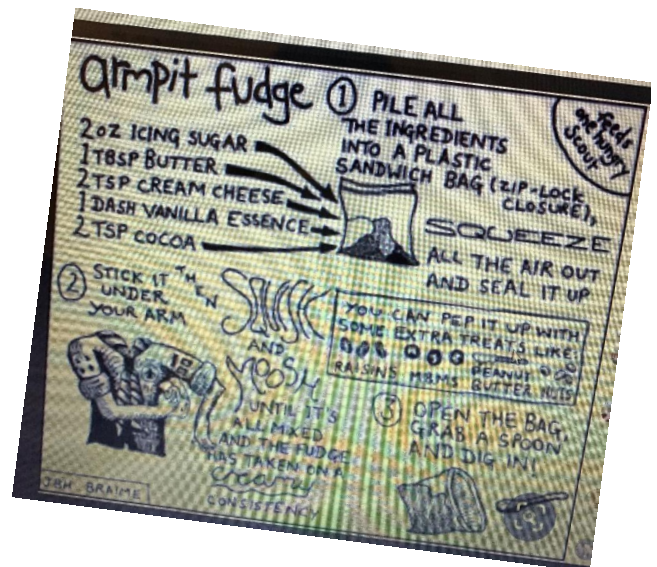 armpit fudge
feeds
one hungry
scout
2 oz ICING SUGAR
1 TBSP BUTTER
2 TSP CREAM CHEESE
1 DASH VANILLA ESSENCE
2 TSP COCOA
① PILE ALL
THE INGREDIENTS
INTO A PLASTIC
SANDWICH BAG (ZIP-LOCK
CLOSURE),
SQUEEZE
ALL THE AIR OUT
AND SEAL IT UP
② STICK IT
UNDER
YOUR ARM
THEN
SQUISH
AND
MOOSH
UNTIL IT'S
ALL MIXED
AND THE FUDGE
HAS TAKEN ON A
creamy
CONSISTENCY
YOU CAN PEP IT UP WITH
SOME EXTRA TREATS LIKE:
RAISINS M&MS PEANUT
BUTTER NUTS
③ OPEN THE BAG,
GRAB A SPOON
AND DIG IN!
BRAIME